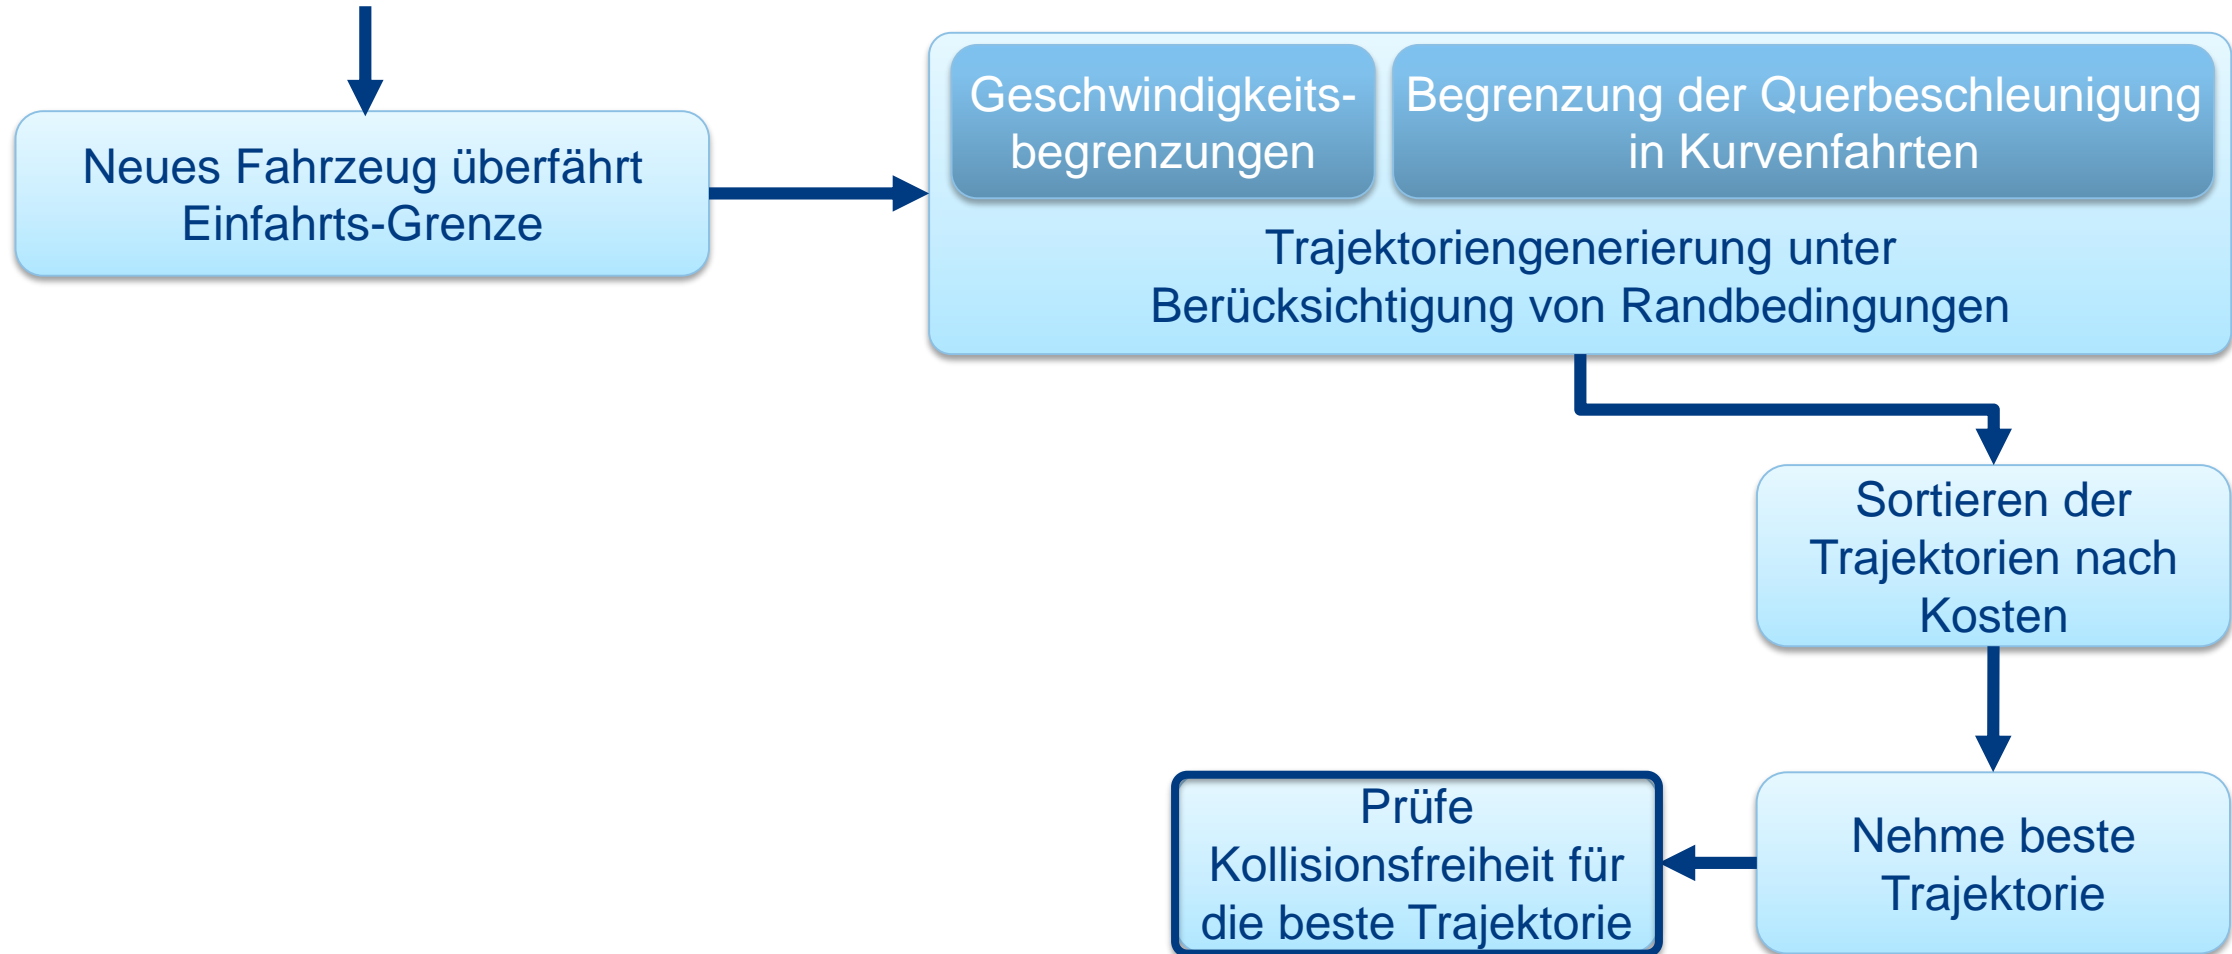 Neues Fahrzeug überfährt
Einfahrts-Grenze
Geschwindigkeits-
begrenzungen
Begrenzung der Querbeschleunigung
in Kurvenfahrten
Trajektoriengenerierung unter
Berücksichtigung von Randbedingungen
Sortieren der
Trajektorien nach
Kosten
Nehme beste
Trajektorie
Prüfe
Kollisionsfreiheit für
die beste Trajektorie